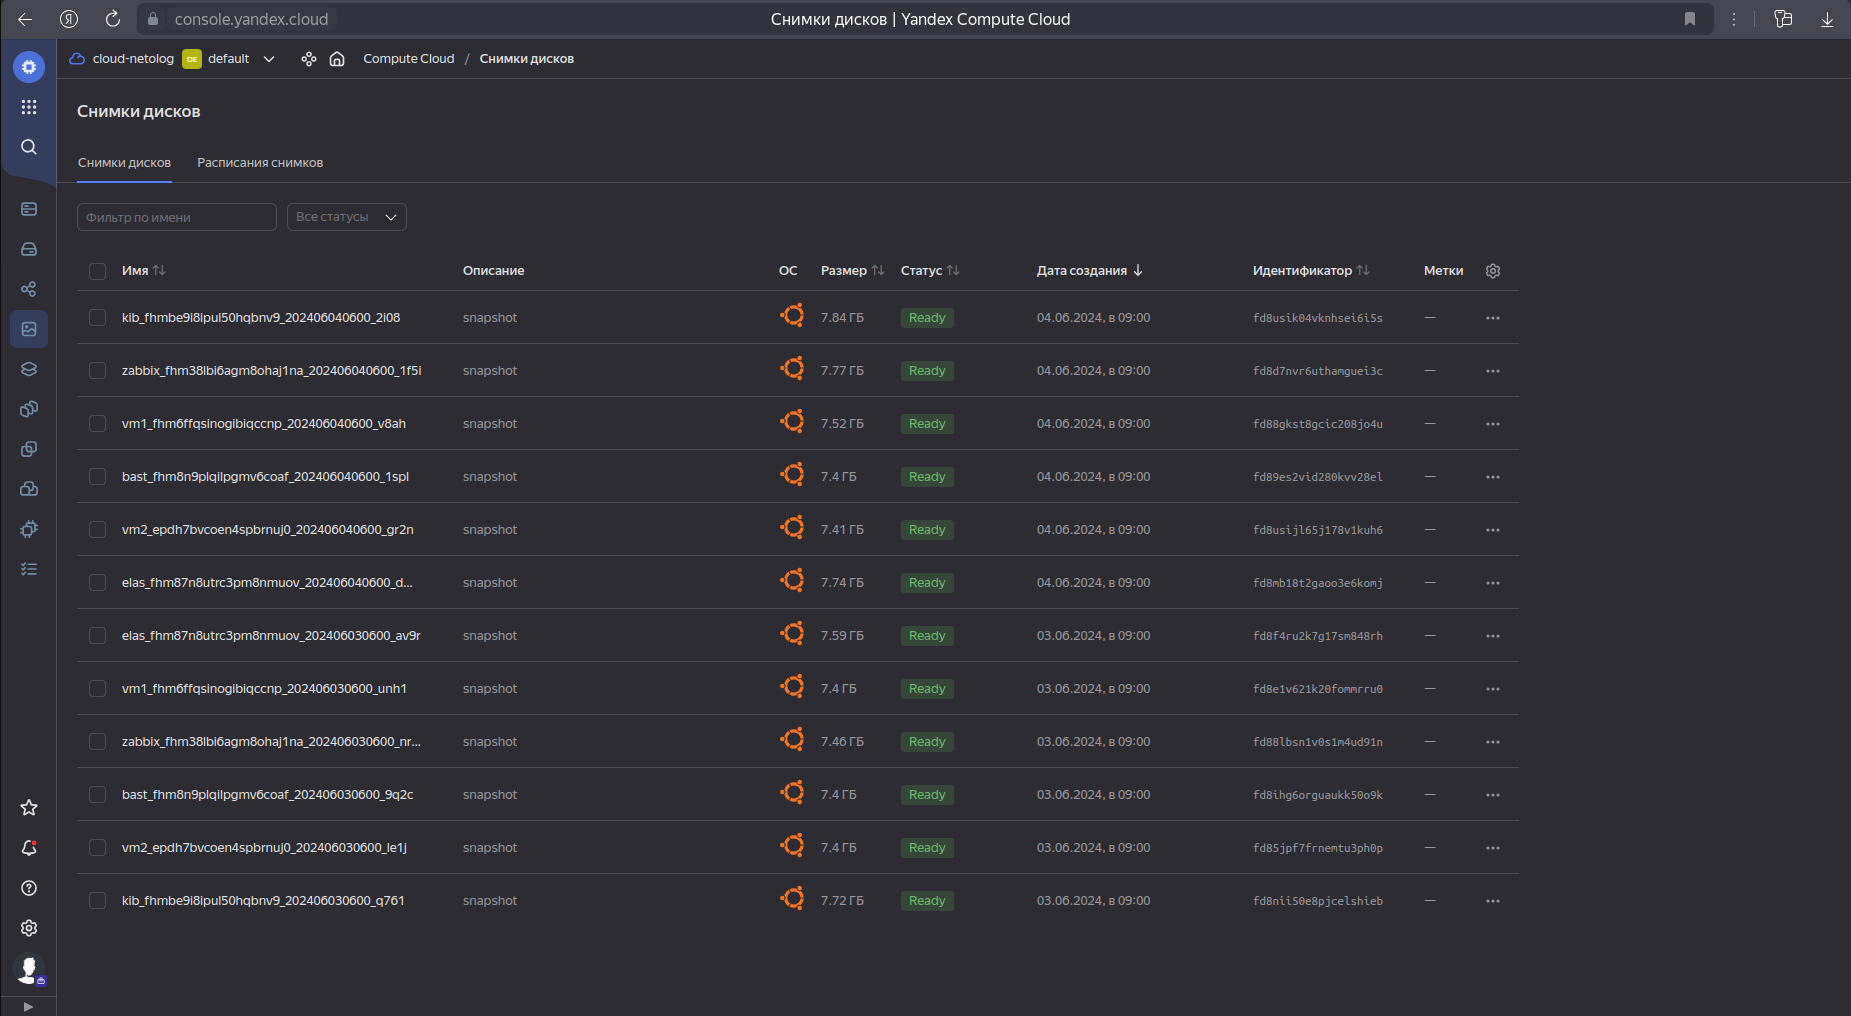 console.yandex.cloud
Снимки дисков | Yandex Compute Cloud
cloud-netolog DE default Compute Cloud / Снимки дисков
Снимки дисков
Снимки дисков Расписания снимков
Фильтр по имени Все статусы
Имя Описание ОС Размер Статус Дата создания Идентификатор Метки
kib_fhmbe9i8ipul50hqbnv9_202406040600_2i08 snapshot 7.84 ГБ Ready 04.06.2024, в 09:00 fd8usik04vknhsei6i5s —
zabbix_fhm38lbi6agm8ohaj1na_202406040600_1f5i snapshot 7.77 ГБ Ready 04.06.2024, в 09:00 fd8d7nvr6uthamguei3c —
vm1_fhm6ffqsinogibiqccnp_202406040600_v8ah snapshot 7.52 ГБ Ready 04.06.2024, в 09:00 fd88gkst8gcic208jo4u —
bast_fhm8n9plqilpgmv6coaf_202406040600_1spl snapshot 7.4 ГБ Ready 04.06.2024, в 09:00 fd89es2vid280kvv28el —
vm2_epdh7bvcoen4spbrnuj0_202406040600_gr2n snapshot 7.41 ГБ Ready 04.06.2024, в 09:00 fd8usijl65j178v1kuh6 —
elas_fhm87n8utrc3pm8nmuov_202406040600_d... snapshot 7.74 ГБ Ready 04.06.2024, в 09:00 fd8mb18t2gaoo3e6komj —
elas_fhm87n8utrc3pm8nmuov_202406030600_av9r snapshot 7.59 ГБ Ready 03.06.2024, в 09:00 fd8f4ru2k7g17sm848rh —
vm1_fhm6ffqsinogibiqccnp_202406030600_unh1 snapshot 7.4 ГБ Ready 03.06.2024, в 09:00 fd8e1v621k20fommrru0 —
zabbix_fhm38lbi6agm8ohaj1na_202406030600_nr... snapshot 7.46 ГБ Ready 03.06.2024, в 09:00 fd88lbsn1v0s1m4ud91n —
bast_fhm8n9plqilpgmv6coaf_202406030600_9q2c snapshot 7.4 ГБ Ready 03.06.2024, в 09:00 fd8ihg6orguaukk50o9k —
vm2_epdh7bvcoen4spbrnuj0_202406030600_le1j snapshot 7.4 ГБ Ready 03.06.2024, в 09:00 fd85jpf7frnemtu3ph0p —
kib_fhmbe9i8ipul50hqbnv9_202406030600_q761 snapshot 7.72 ГБ Ready 03.06.2024, в 09:00 fd8nii50e8pjcelshieb —